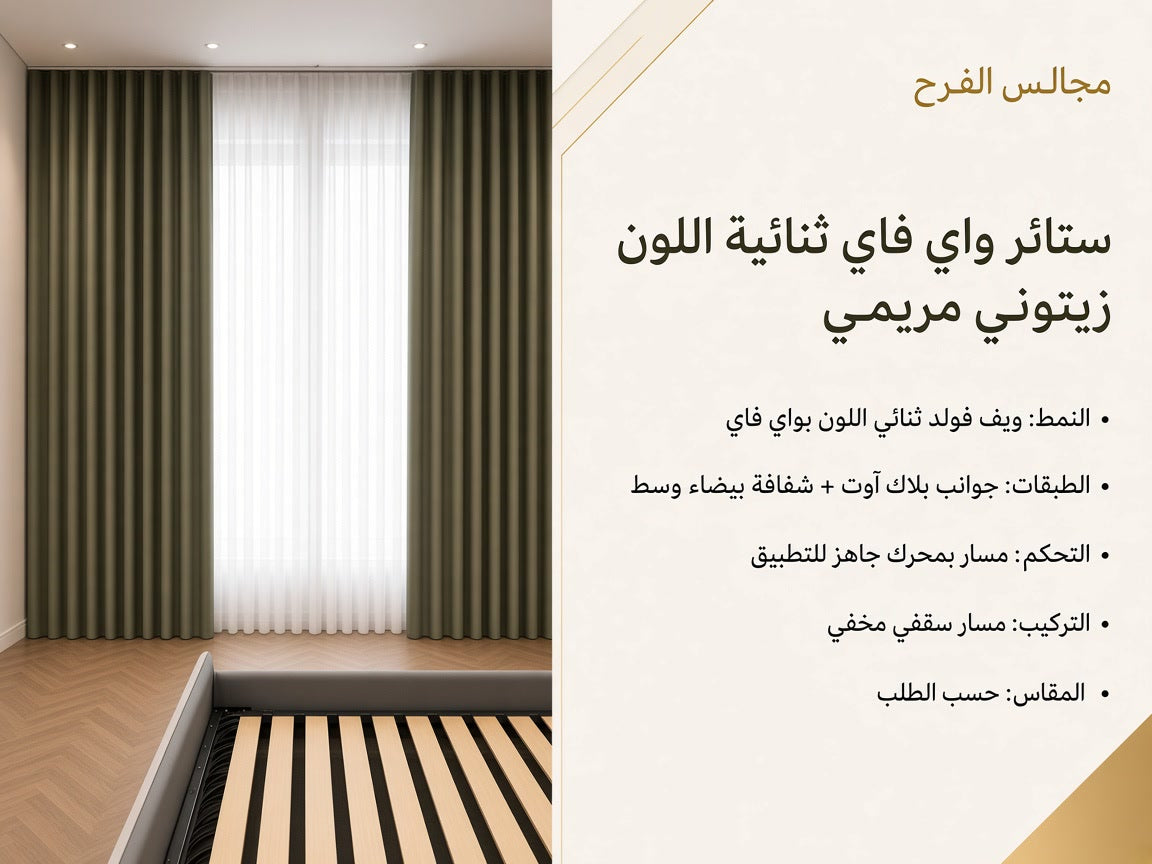 مجالس الفرح
ستائر واي فاي ثنائية اللون
زيتوني مريمي
• النمط: ويف فولد ثنائي اللون بواي فاي
• الطبقات: جوانب بلاك آوت + شفافة بيضاء وسط
• التحكم: مسار بمحرك جاهز للتطبيق
• التركيب: مسار سقفي مخفي
• المقاس: حسب الطلب